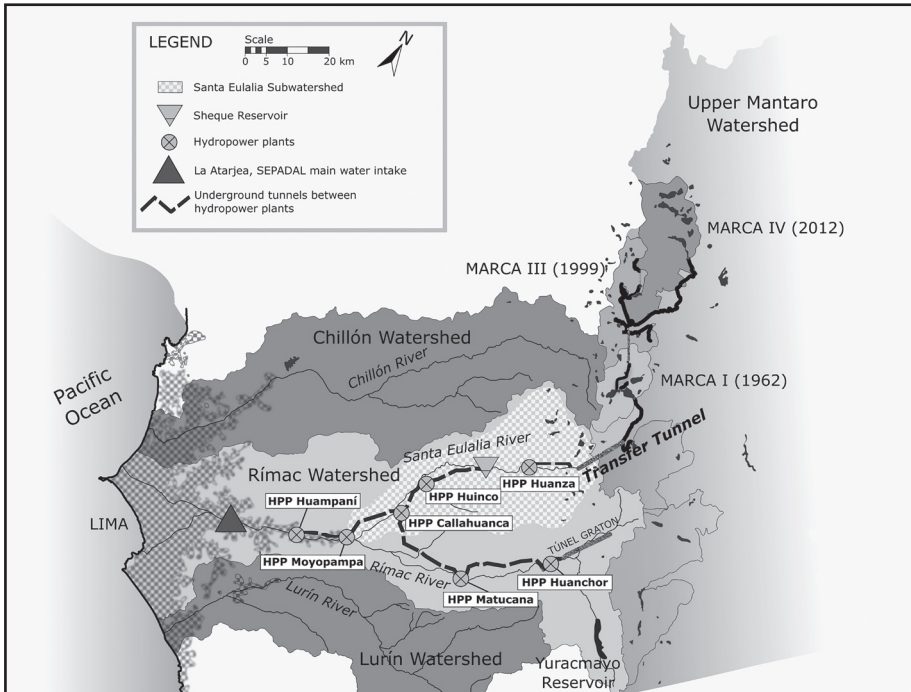 LEGEND
Scale
0 5 10 20 km
N
Santa Eulalia Subwatershed
Sheque Reservoir
Hydropower plants
La Atarjea, SEPADAL main water intake
Underground tunnels between
hydropower plants
Upper Mantaro
Watershed
MARCA IV (2012)
MARCA III (1999)
Chillón Watershed
Chillón River
MARCA I (1962)
Pacific
Ocean
Santa Eulalia River
Transfer Tunnel
Rímac Watershed
HPP Huanza
HPP Huinco
HPP Huampaní
LIMA
HPP Callahuanca
TÚNEL GRATON
HPP Moyopampa
Rímac River
HPP Huanchor
HPP Matucana
Lurín River
Lurín Watershed
Yuracmayo
Reservoir